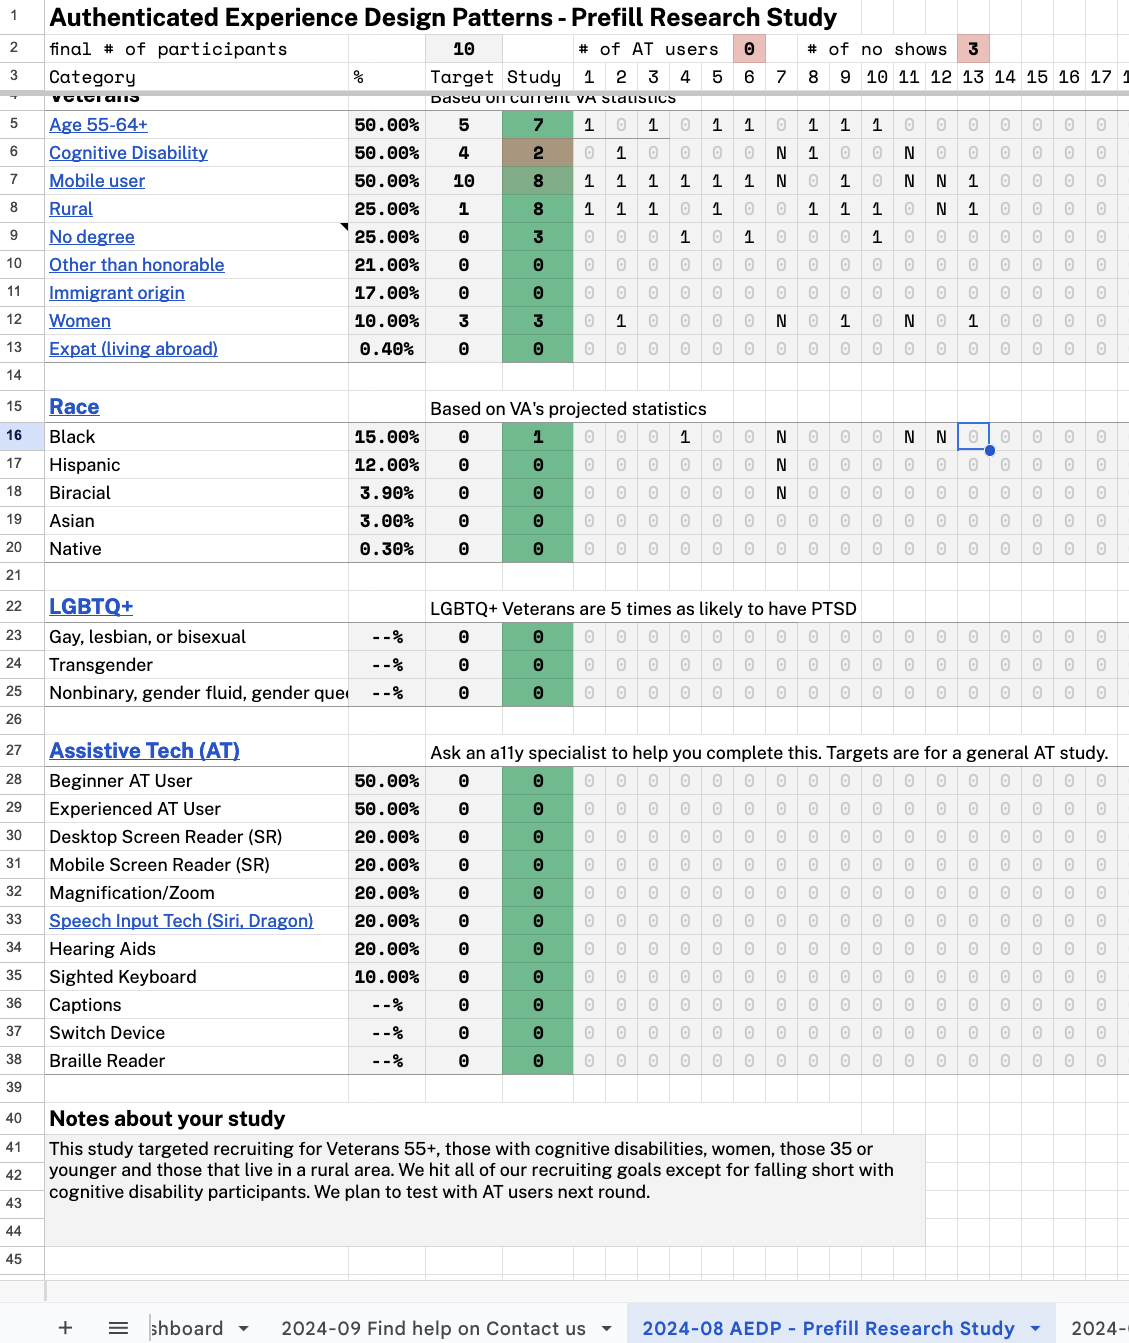 1 Authenticated Experience Design Patterns - Prefill Research Study
2 final # of participants 10 # of AT users 0 # of no shows 3
3 Category % Target Study 1 2 3 4 5 6 7 8 9 10 11 12 13 14 15 16 17
4 Veterans Based on current VA statistics
5 Age 55-64+ 50.00% 5 7 1 0 1 0 1 1 0 1 1 1 0 0 0 0 0 0 0
6 Cognitive Disability 50.00% 4 2 0 1 0 0 0 0 N 1 0 0 N 0 0 0 0 0 0
7 Mobile user 50.00% 10 8 1 1 1 1 1 1 N 0 1 0 N N 1 0 0 0 0
8 Rural 25.00% 1 8 1 1 1 0 1 0 0 1 1 1 0 N 1 0 0 0 0
9 No degree 25.00% 0 3 0 0 0 1 0 1 0 0 0 1 0 0 0 0 0 0 0
10 Other than honorable 21.00% 0 0 0 0 0 0 0 0 0 0 0 0 0 0 0 0 0 0 0
11 Immigrant origin 17.00% 0 0 0 0 0 0 0 0 0 0 0 0 0 0 0 0 0 0 0
12 Women 10.00% 3 3 0 1 0 0 0 0 N 0 1 0 N 0 1 0 0 0 0
13 Expat (living abroad) 0.40% 0 0 0 0 0 0 0 0 0 0 0 0 0 0 0 0 0 0 0
14
15 Race Based on VA's projected statistics
16 Black 15.00% 0 1 0 0 0 1 0 0 N 0 0 0 N N 0 0 0 0 0
17 Hispanic 12.00% 0 0 0 0 0 0 0 0 N 0 0 0 0 0 0 0 0 0 0
18 Biracial 3.90% 0 0 0 0 0 0 0 0 N 0 0 0 0 0 0 0 0 0 0
19 Asian 3.00% 0 0 0 0 0 0 0 0 0 0 0 0 0 0 0 0 0 0 0
20 Native 0.30% 0 0 0 0 0 0 0 0 0 0 0 0 0 0 0 0 0 0 0
21
22 LGBTQ+ LGBTQ+ Veterans are 5 times as likely to have PTSD
23 Gay, lesbian, or bisexual --% 0 0 0 0 0 0 0 0 0 0 0 0 0 0 0 0 0 0 0
24 Transgender --% 0 0 0 0 0 0 0 0 0 0 0 0 0 0 0 0 0 0 0
25 Nonbinary, gender fluid, gender quee --% 0 0 0 0 0 0 0 0 0 0 0 0 0 0 0 0 0 0 0
26
27 Assistive Tech (AT) Ask an a11y specialist to help you complete this. Targets are for a general AT study.
28 Beginner AT User 50.00% 0 0 0 0 0 0 0 0 0 0 0 0 0 0 0 0 0 0 0
29 Experienced AT User 50.00% 0 0 0 0 0 0 0 0 0 0 0 0 0 0 0 0 0 0 0
30 Desktop Screen Reader (SR) 20.00% 0 0 0 0 0 0 0 0 0 0 0 0 0 0 0 0 0 0 0
31 Mobile Screen Reader (SR) 20.00% 0 0 0 0 0 0 0 0 0 0 0 0 0 0 0 0 0 0 0
32 Magnification/Zoom 20.00% 0 0 0 0 0 0 0 0 0 0 0 0 0 0 0 0 0 0 0
33 Speech Input Tech (Siri, Dragon) 20.00% 0 0 0 0 0 0 0 0 0 0 0 0 0 0 0 0 0 0 0
34 Hearing Aids 20.00% 0 0 0 0 0 0 0 0 0 0 0 0 0 0 0 0 0 0 0
35 Sighted Keyboard 10.00% 0 0 0 0 0 0 0 0 0 0 0 0 0 0 0 0 0 0 0
36 Captions --% 0 0 0 0 0 0 0 0 0 0 0 0 0 0 0 0 0 0 0
37 Switch Device --% 0 0 0 0 0 0 0 0 0 0 0 0 0 0 0 0 0 0 0
38 Braille Reader --% 0 0 0 0 0 0 0 0 0 0 0 0 0 0 0 0 0 0 0
39
40 Notes about your study
41 This study targeted recruiting for Veterans 55+, those with cognitive disabilities, women, those 35 or
42 younger and those that live in a rural area. We hit all of our recruiting goals except for falling short with
43 cognitive disability participants. We plan to test with AT users next round.
44
45
+ shboard 2024-09 Find help on Contact us 2024-08 AEDP - Prefill Research Study 2024-